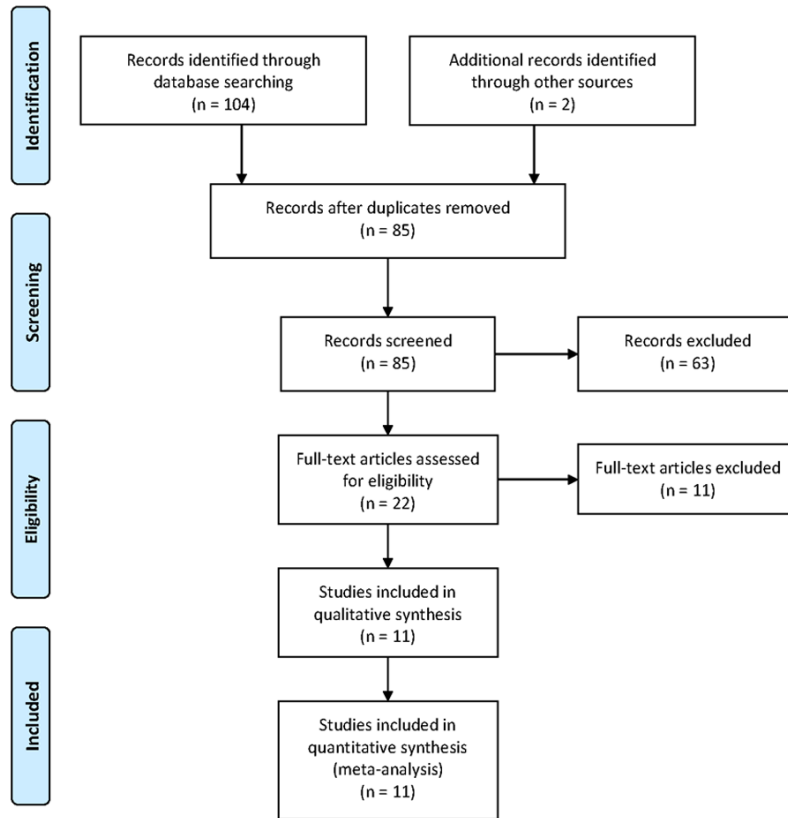 Identification
Records identified through
database searching
(n = 104)
Additional records identified
through other sources
(n = 2)
Records after duplicates removed
(n = 85)
Screening
Records screened
(n = 85)
Records excluded
(n = 63)
Eligibility
Full-text articles assessed
for eligibility
(n = 22)
Full-text articles excluded
(n = 11)
Studies included in
qualitative synthesis
(n = 11)
Included
Studies included in
quantitative synthesis
(meta-analysis)
(n = 11)